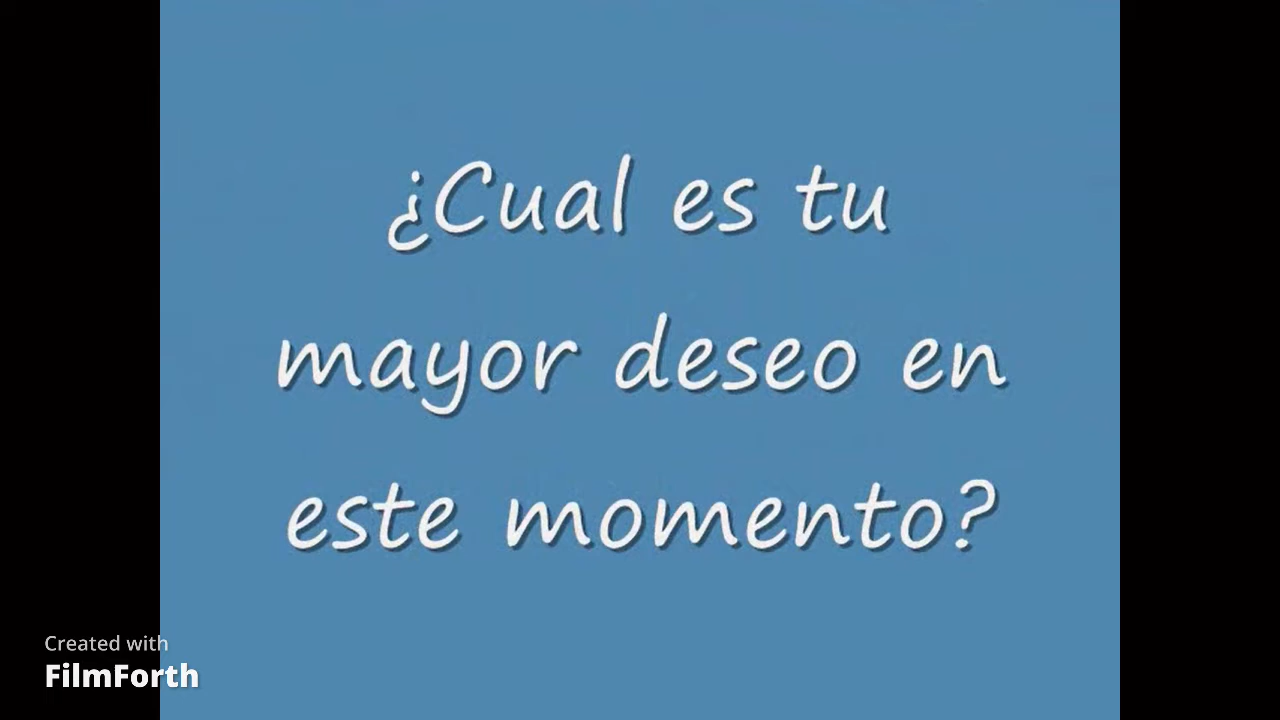 ¿Cual es tu
mayor deseo en
este momento?
Created with
FilmForth